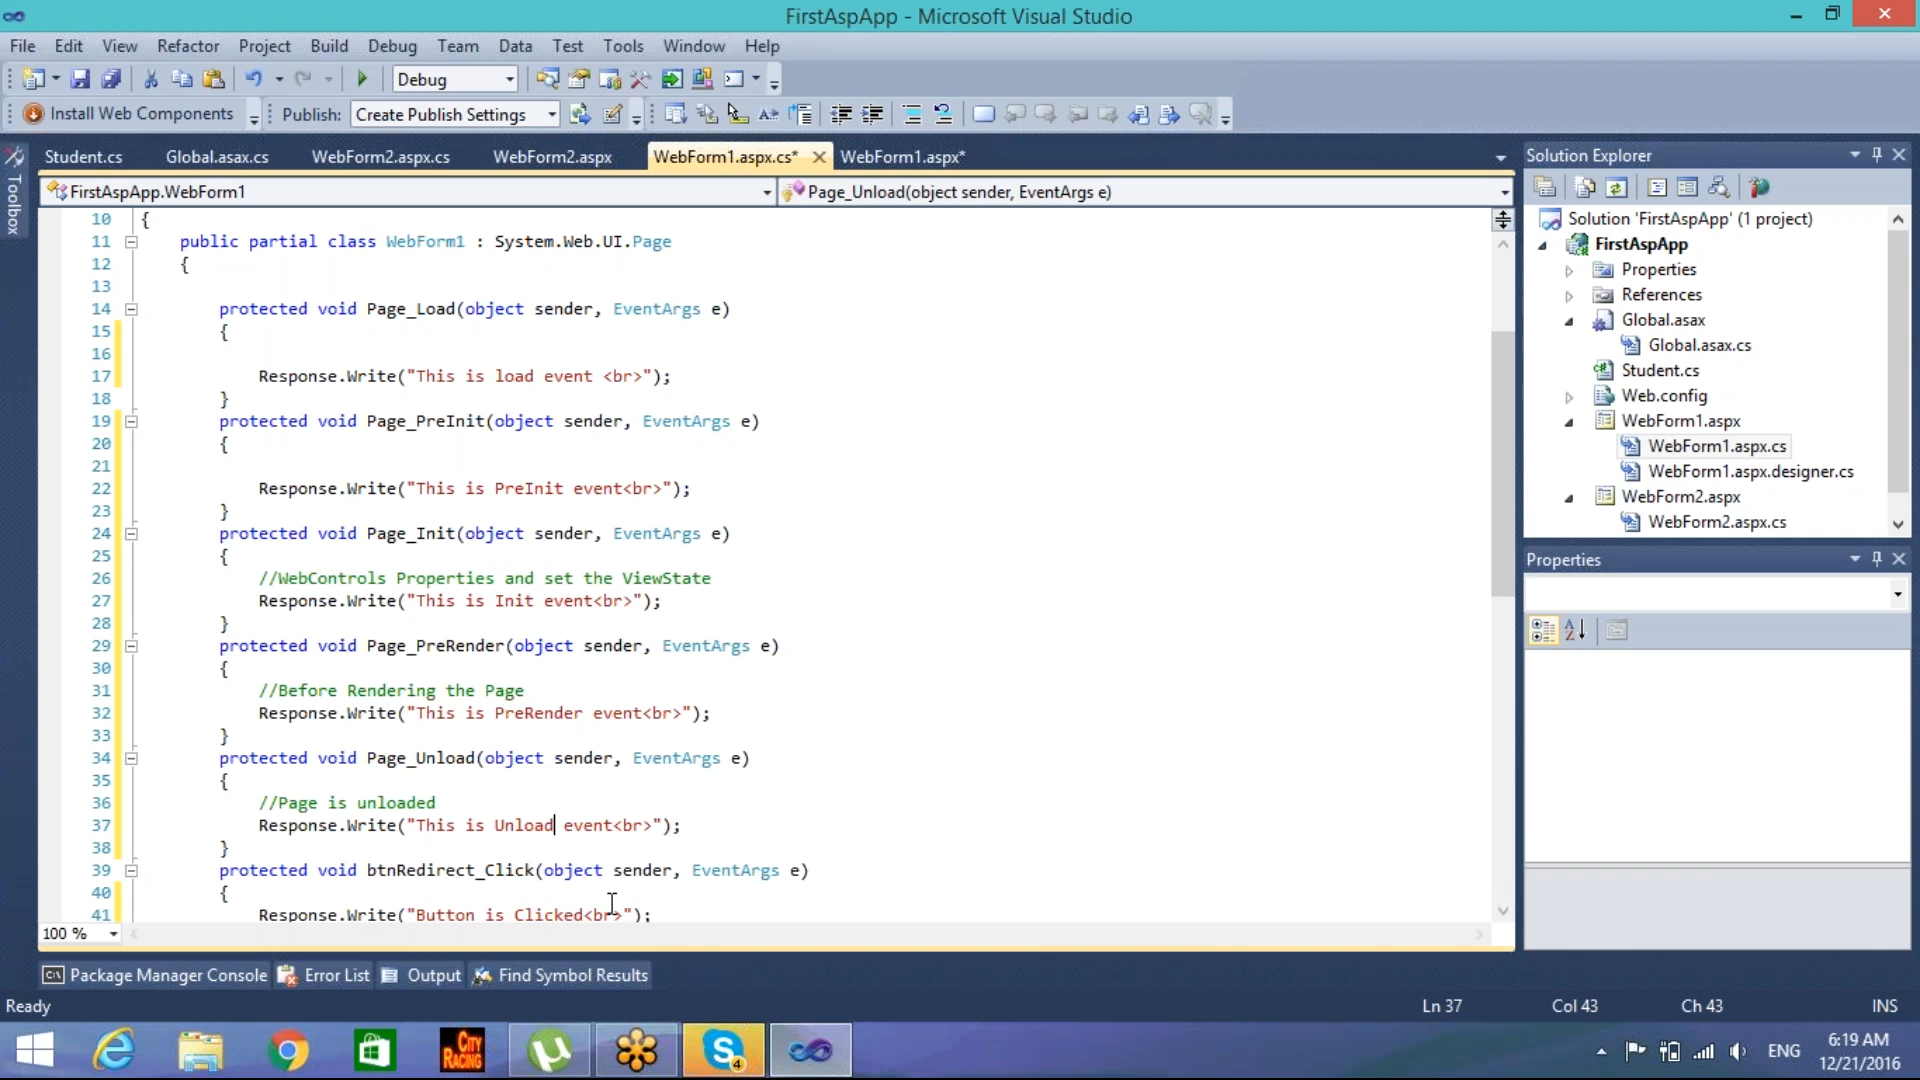 FirstAspApp - Microsoft Visual Studio
File Edit View Refactor Project Build Debug Team Data Test Tools Window Help
Debug
Install Web Components Publish: Create Publish Settings
Toolbox
Student.cs Global.asax.cs WebForm2.aspx.cs WebForm2.aspx WebForm1.aspx.cs* WebForm1.aspx*
FirstAspApp.WebForm1 Page_Unload(object sender, EventArgs e)
10 {
11 public partial class WebForm1 : System.Web.UI.Page
12 {
13
14 protected void Page_Load(object sender, EventArgs e)
15 {
16
17 Response.Write("This is load event <br>");
18 }
19 protected void Page_PreInit(object sender, EventArgs e)
20 {
21
22 Response.Write("This is PreInit event<br>");
23 }
24 protected void Page_Init(object sender, EventArgs e)
25 {
26 //WebControls Properties and set the ViewState
27 Response.Write("This is Init event<br>");
28 }
29 protected void Page_PreRender(object sender, EventArgs e)
30 {
31 //Before Rendering the Page
32 Response.Write("This is PreRender event<br>");
33 }
34 protected void Page_Unload(object sender, EventArgs e)
35 {
36 //Page is unloaded
37 Response.Write("This is Unload event<br>");
38 }
39 protected void btnRedirect_Click(object sender, EventArgs e)
40 {
41 Response.Write("Button is Clicked<br>");
100 %
Solution Explorer
Solution 'FirstAspApp' (1 project)
FirstAspApp
Properties
References
Global.asax
Global.asax.cs
Student.cs
Web.config
WebForm1.aspx
WebForm1.aspx.cs
WebForm1.aspx.designer.cs
WebForm2.aspx
WebForm2.aspx.cs
Properties
Package Manager Console Error List Output Find Symbol Results
Ready Ln 37 Col 43 Ch 43 INS
CITY RACING
4
ENG
6:19 AM
12/21/2016